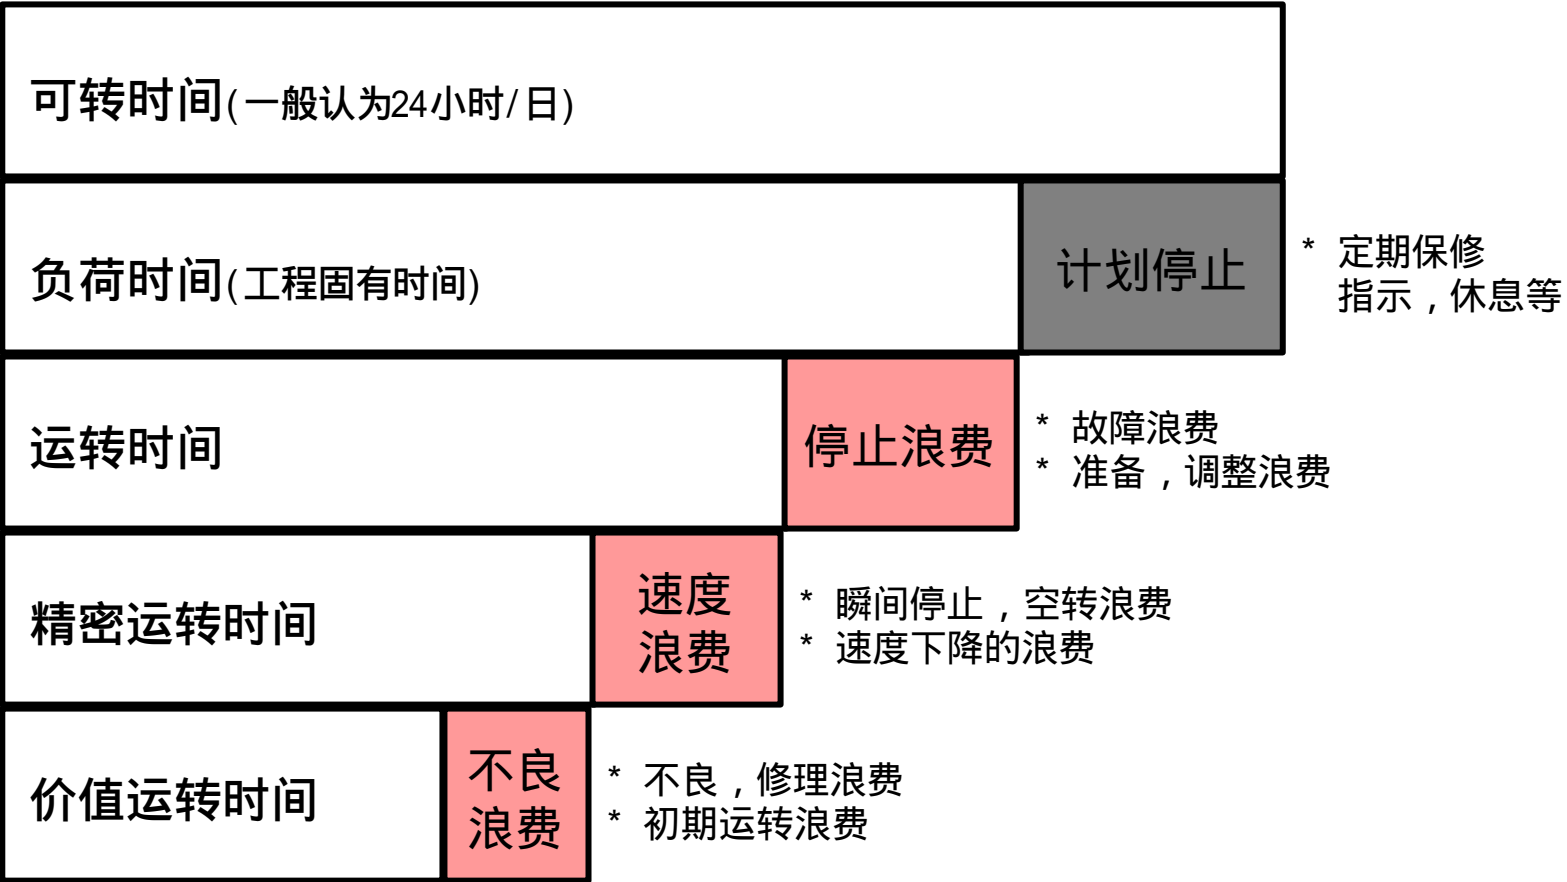 可转时间(一般认为24小时/日)
负荷时间(工程固有时间)
计划停止
* 定期保修
指示，休息等
运转时间
停止浪费
* 故障浪费
* 准备，调整浪费
精密运转时间
速度
浪费
* 瞬间停止，空转浪费
* 速度下降的浪费
价值运转时间
不良
浪费
* 不良，修理浪费
* 初期运转浪费